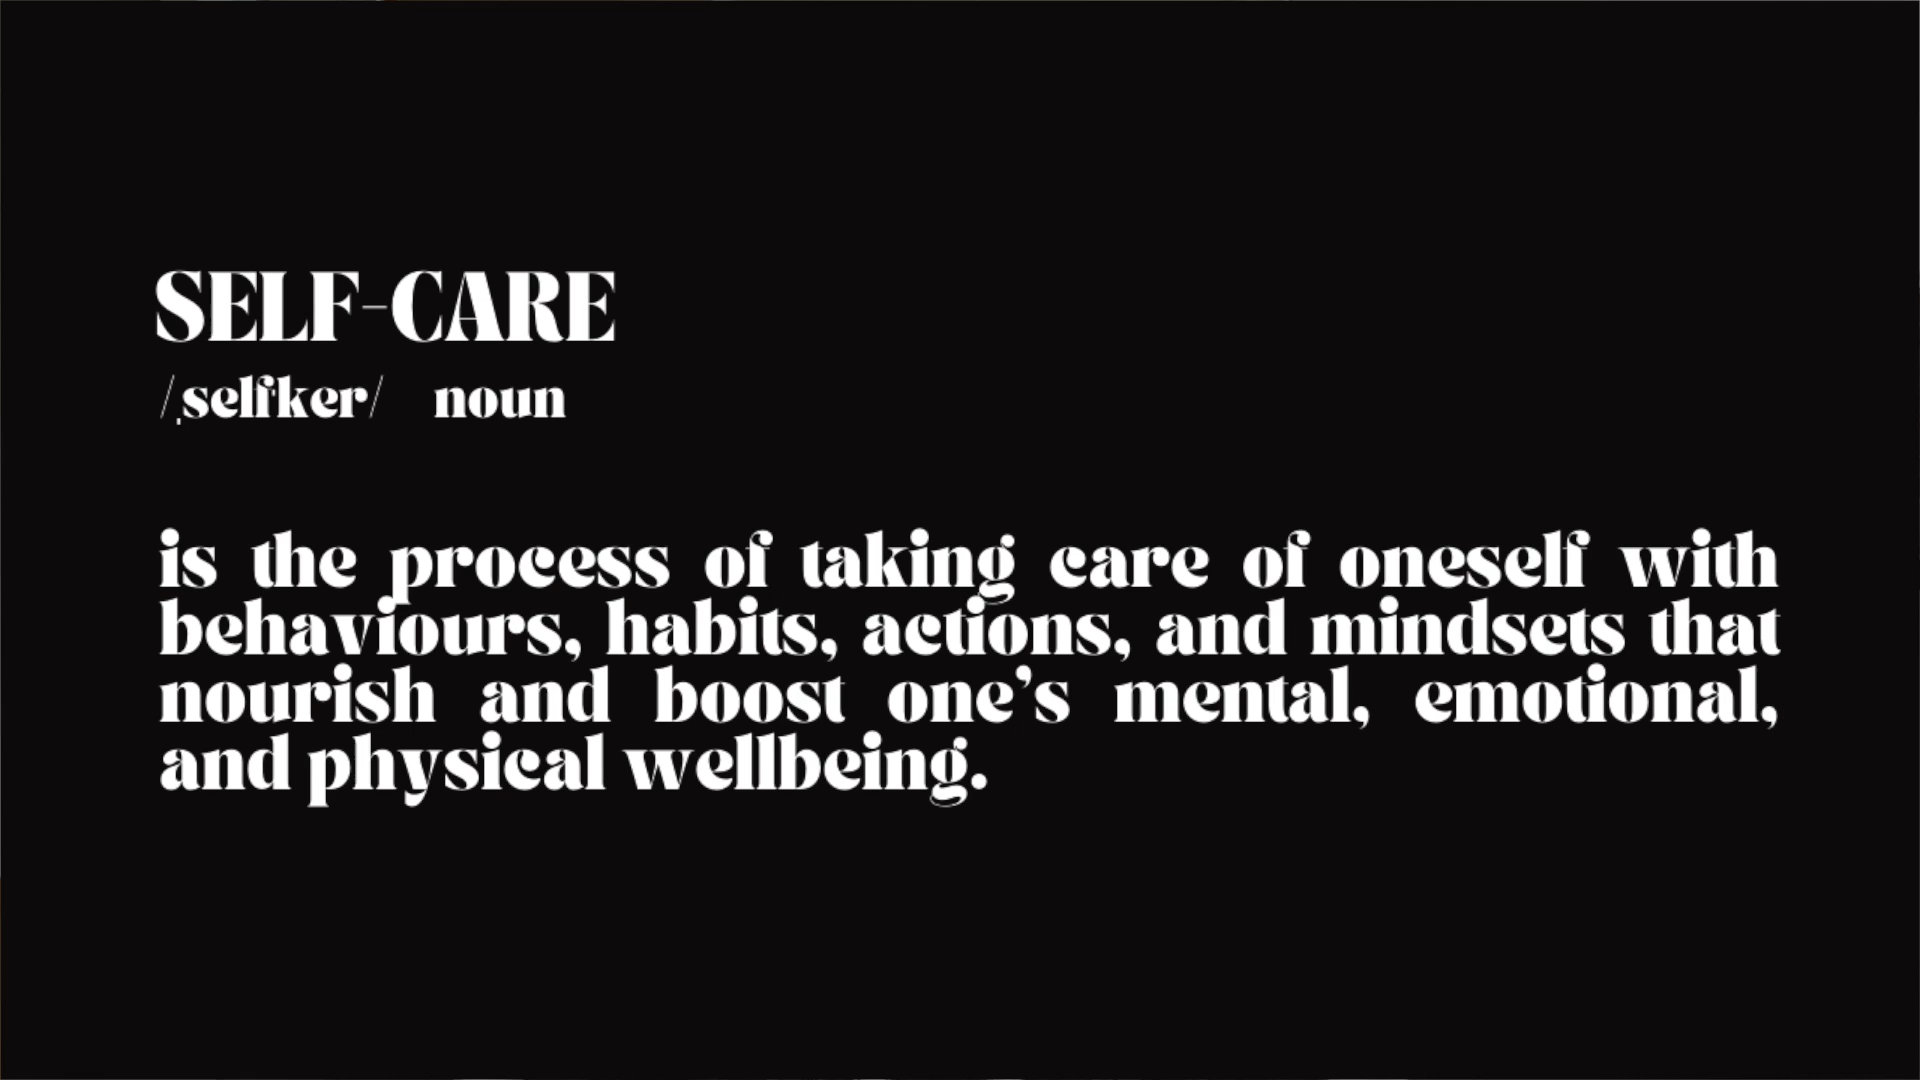 SELF-CARE
/ˌselfˈker/ noun
is the process of taking care of oneself with
behaviours, habits, actions, and mindsets that
nourish and boost one’s mental, emotional,
and physical wellbeing.